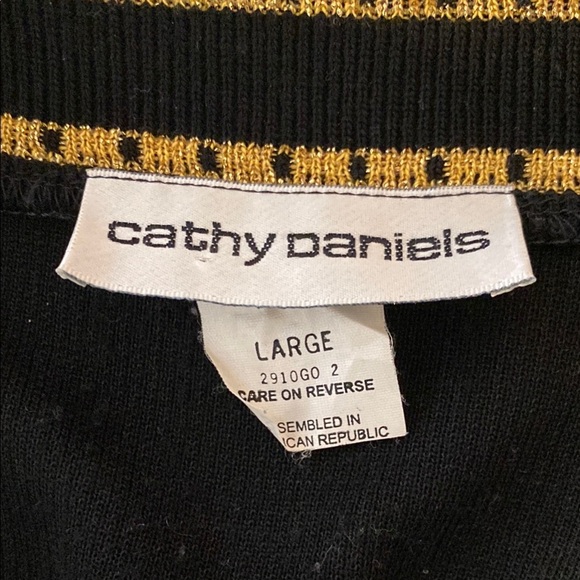 cathy Daniels
LARGE
2910GO 2
CARE ON REVERSE
SEMBLED IN
ICAN REPUBLIC